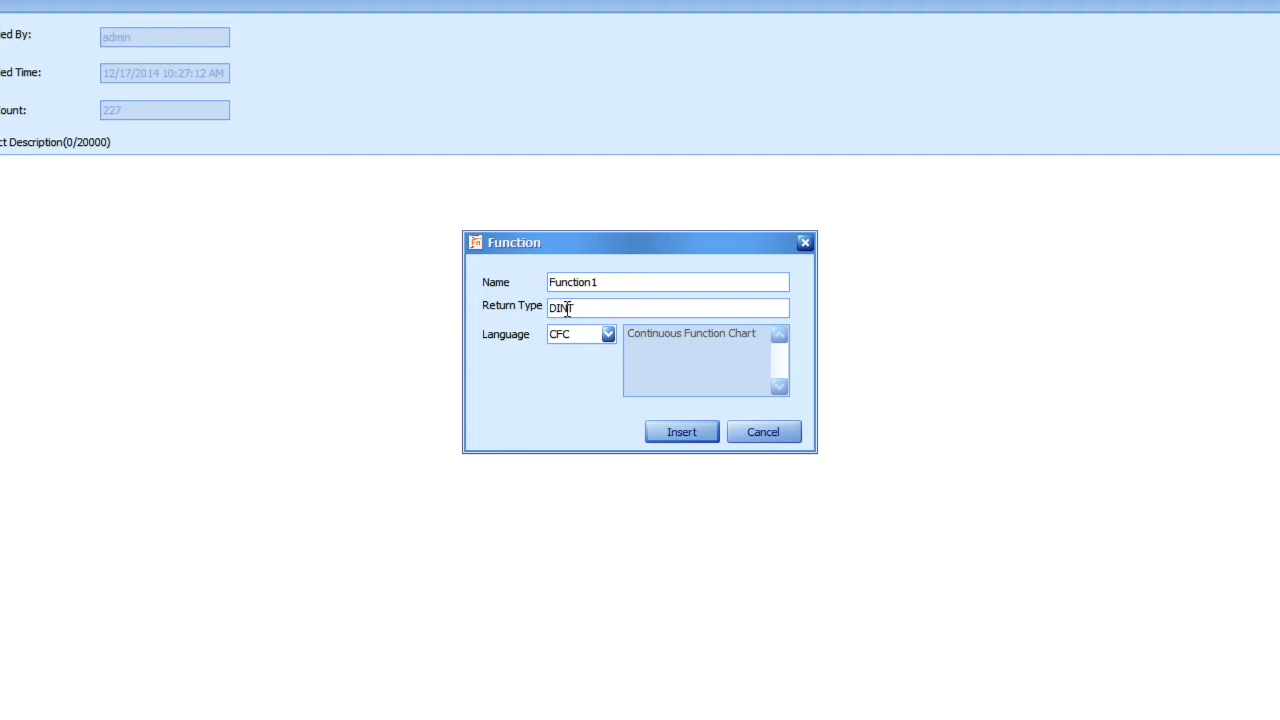 ed By:
admin
ed Time:
12/17/2014 10:27:12 AM
ount:
227
ct Description(0/20000)
Fn Function
Name
Function1
Return Type
DINT
Language
CFC
Continuous Function Chart
Insert
Cancel